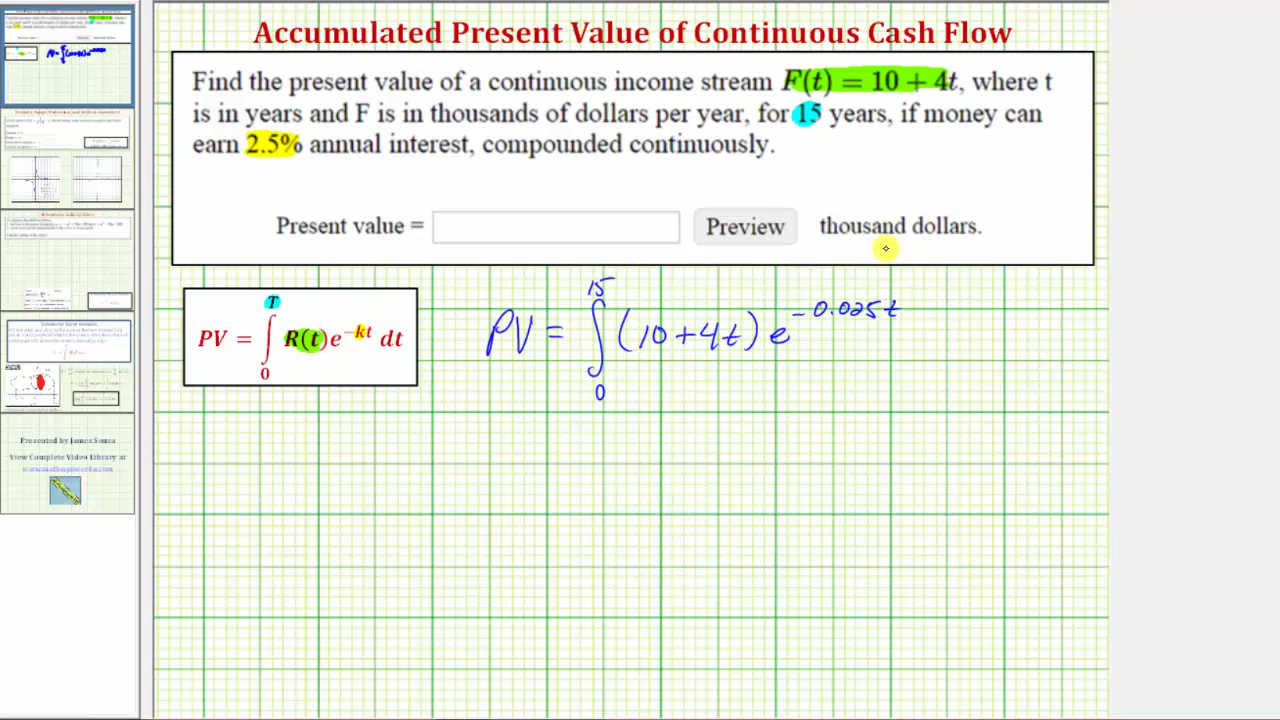 Accumulated Present Value of Continuous Cash Flow
Find the present value of a continuous income stream F(t) = 10 + 4t, where t
is in years and F is in thousands of dollars per year, for 15 years, if money can
earn 2.5% annual interest, compounded continuously.
Present value =
Preview
thousand dollars.
PV = ∫₀ᵀ R(t)e^{-kt} dt
PV = ∫₀¹⁵ (10+4t) e^{-0.025t}
Presented by James Sousa
View Complete Video Library at
www.mathispower4u.com